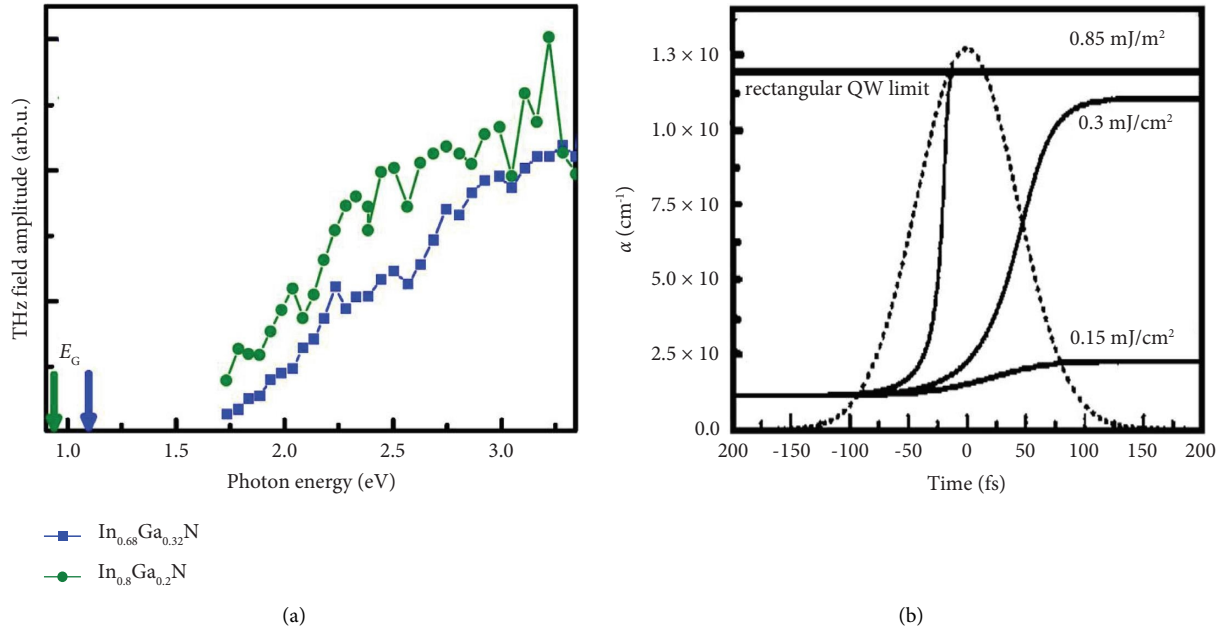 THz field amplitude (arb.u.)
E_G
1.0 1.5 2.0 2.5 3.0
Photon energy (eV)
In₀.₆₈Ga₀.₃₂N
In₀.₈Ga₀.₂N
(a)
α (cm⁻¹)
1.3 × 10
1.0 × 10
7.5 × 10
5.0 × 10
2.5 × 10
0.0
0.85 mJ/m²
rectangular QW limit
0.3 mJ/cm²
0.15 mJ/cm²
200 -150 -100 -50 0 50 100 150 200
Time (fs)
(b)